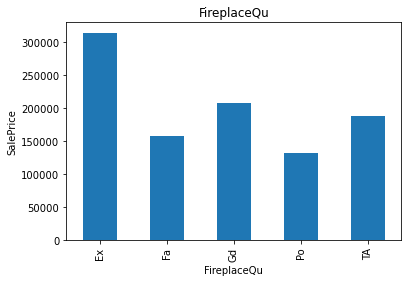 FireplaceQu
300000
250000
200000
150000
100000
50000
0
SalePrice
Ex
Fa
Gd
Po
TA
FireplaceQu